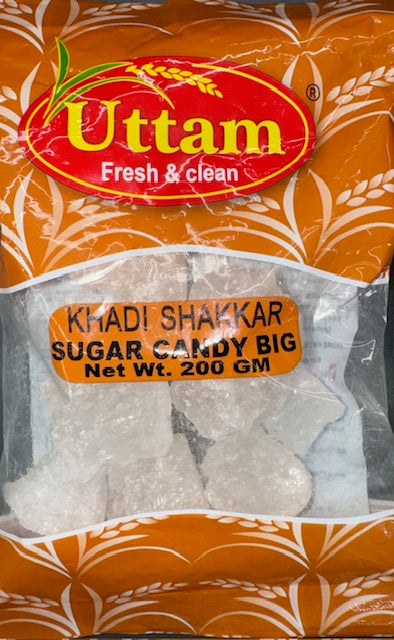 Uttam
®
Fresh & clean
KHADI SHAKKAR
SUGAR CANDY BIG
Net Wt. 200 GM